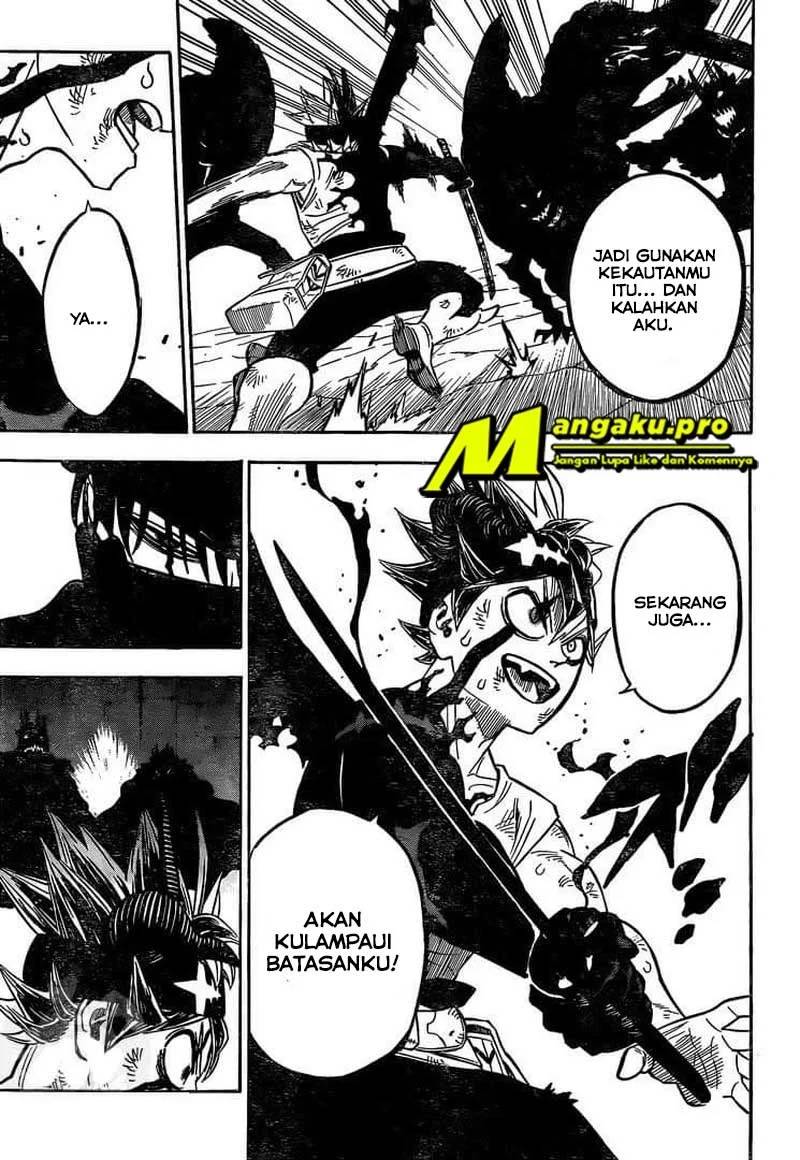 JADI GUNAKAN
KEKAUTANMU
ITU... DAN
KALAHKAN
AKU.
YA...
Mangaku.pro
Jangan Lupa Like dan Komennya
SEKARANG
JUGA...
AKAN
KULAMPAUI
BATASANKU!